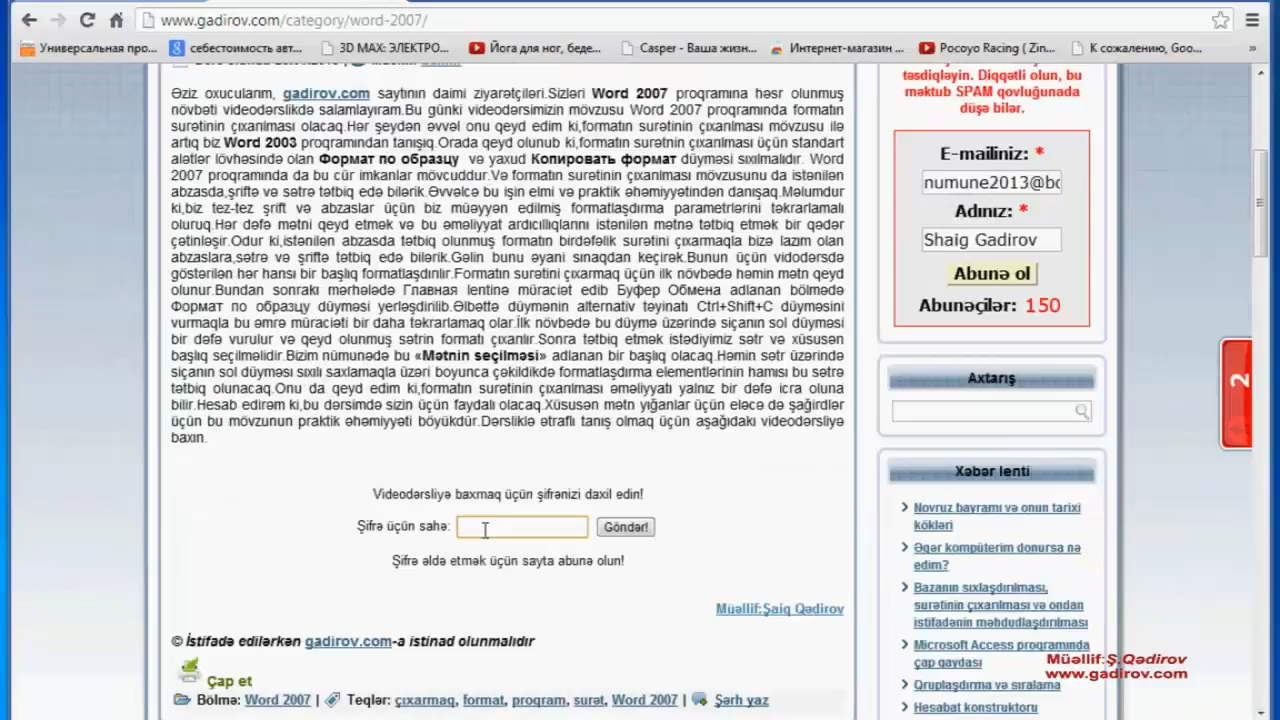 www.gadirov.com/category/word-2007/
Универсальная про...
себестоимость авт...
3D MAX: ЭЛЕКТРО...
Йога для ног, беде...
Casper - Ваша жизн...
Интернет-магазин ...
Pocoyo Racing ( Zin...
К сожалению, Goo...
»
Əziz oxucularım, gadirov.com saytının daimi ziyarətçiləri.Sizləri Word 2007 proqramına həsr olunmuş
növbəti videodərslikdə salamlayıram.Bu günki videodərsimizin mövzusu Word 2007 proqramında formatın
surətinin çıxarılması olacaq.Hər şeydən əvvəl onu qeyd edim ki,formatın surətinin çıxarılması mövzusu ilə
artıq biz Word 2003 proqramından tanışıq.Orada qeyd olunub ki,formatın surətinin çıxarılması üçün standart
alətlər lövhəsində olan Формат по образцу və yaxud Копировать формат düyməsi sıxılmalıdır. Word
2007 proqramında da bu cür imkanlar mövcuddur.Və formatın surətinin çıxarılması mövzusunu da istənilən
abzasda,şriftə və sətrə tətbiq edə bilərik.Əvvəlcə bu işin elmi və praktik əhəmiyyətindən danışaq.Məlumdur
ki,biz tez-tez şrift və abzaslar üçün biz müəyyən edilmiş formatlaşdırma parametrlərini təkrarlamalı
oluruq.Hər dəfə mətni qeyd etmək və bu əməliyyat ardıcıllıqlarını istənilən mətnə tətbiq etmək bir qədər
çətinləşir.Odur ki,istənilən abzasda tətbiq olunmuş formatın birdəfəlik surətini çıxarmaqla bizə lazım olan
abzaslara,sətrə və şriftə tətbiq edə bilərik.Gəlin bunu əyani sınaqdan keçirək.Bunun üçün vidodərsdə
göstərilən hər hansı bir başlıq formatlaşdırılır.Formatın surətini çıxarmaq üçün ilk növbədə həmin mətn qeyd
olunur.Bundan sonrakı mərhələdə Главная lentinə müraciət edib Буфер Обмена adlanan bölmədə
Формат по образцу düyməsi yerləşdirilib.Əlbəttə düymənin alternativ təyinatı Ctrl+Shift+C düyməsini
vurmaqla bu əmrə müraciəti bir daha təkrarlamaq olar.İlk növbədə bu düymə üzərində siçanın sol düyməsi
bir dəfə vurulur və qeyd olunmuş sətrin formatı çıxarılır.Sonra tətbiq etmək istədiyimiz sətr və xüsusən
başlıq seçilməlidir.Bizim nümunədə bu «Mətnin seçilməsi» adlanan bir başlıq olacaq.Həmin sətr üzərində
siçanın sol düyməsi sıxılı saxlamaqla üzəri boyunca çəkildikdə formatlaşdırma elementlərinin hamısı bu sətrə
tətbiq olunacaq.Onu da qeyd edim ki,formatın surətinin çıxarılması əməliyyatı yalnız bir dəfə icra oluna
bilir.Hesab edirəm ki,bu dərsimdə sizin üçün faydalı olacaq.Xüsusən mətn yığanlar üçün eləcə də şağirdlər
üçün bu mövzunun praktik əhəmiyyəti böyükdür.Dərsliklə ətraflı tanış olmaq üçün aşağıdakı videodərsliyə
baxın.
Videodərsliyə baxmaq üçün şifrənizi daxil edin!
Şifrə üçün sahə:
Göndər!
Şifrə əldə etmək üçün sayta abunə olun!
Müəllif:Şaiq Qədirov
© İstifadə edilərkən gadirov.com-a istinad olunmalıdır
Çap et
Bölmə: Word 2007 | Teqlər: çıxarmaq, format, program, surət, Word 2007 | Şərh yaz
təsdiqləyin. Diqqətli olun, bu
məktub SPAM qovluğunada
düşə bilər.
E-mailiniz: *
numune2013@bo
Adınız: *
Shaig Gadirov
Abunə ol
Abunəçilər: 150
Axtarış
Xəbər lenti
Novruz bayramı və onun tarixi
kökləri
Əgər kompüterim donursa nə
edim?
Bazanın sıxlaşdırılması,
surətinin çıxarılması və ondan
istifadənin məhdudlaşdırılması
Microsoft Access proqramında
çap qaydası
Qruplaşdırma və sıralama
Hesabat konstruktoru
2
Müəllif:Ş.Qədirov
www.gadirov.com